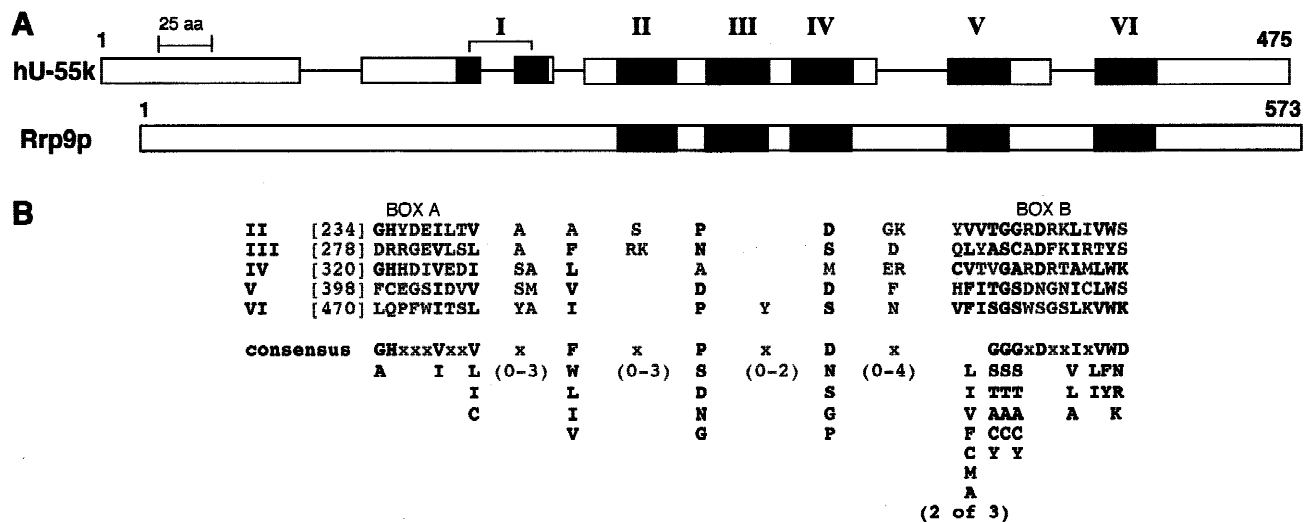 A
25 aa
I II III IV V VI
1 475
hU-55k
1 573
Rrp9p
B
BOX A BOX B
II [234] GHYDEILTV A A S P D GK YVVTGGRDRKLIVWS
III [278] DRRGEVLSL A F RK N S D QLYASCADFKIRTYS
IV [320] GHHDIVEDI SA L A M ER CVTVGARDRTAMLWK
V [398] FCEGSIDVV SM V D D F HFITGSDNGNICLWS
VI [470] LQPFWITSL YA I P Y S N VFISGSWSGSLKVWK
consensus GHxxxVxxV x F x P x D x GGGxDxxIxVWD
A I L (0-3) W (0-3) S (0-2) N (0-4) L SSS V LFN
I L D S I TTT L IYR
C I N G V AAA A K
V G P F CCC
C Y Y
M
A
(2 of 3)